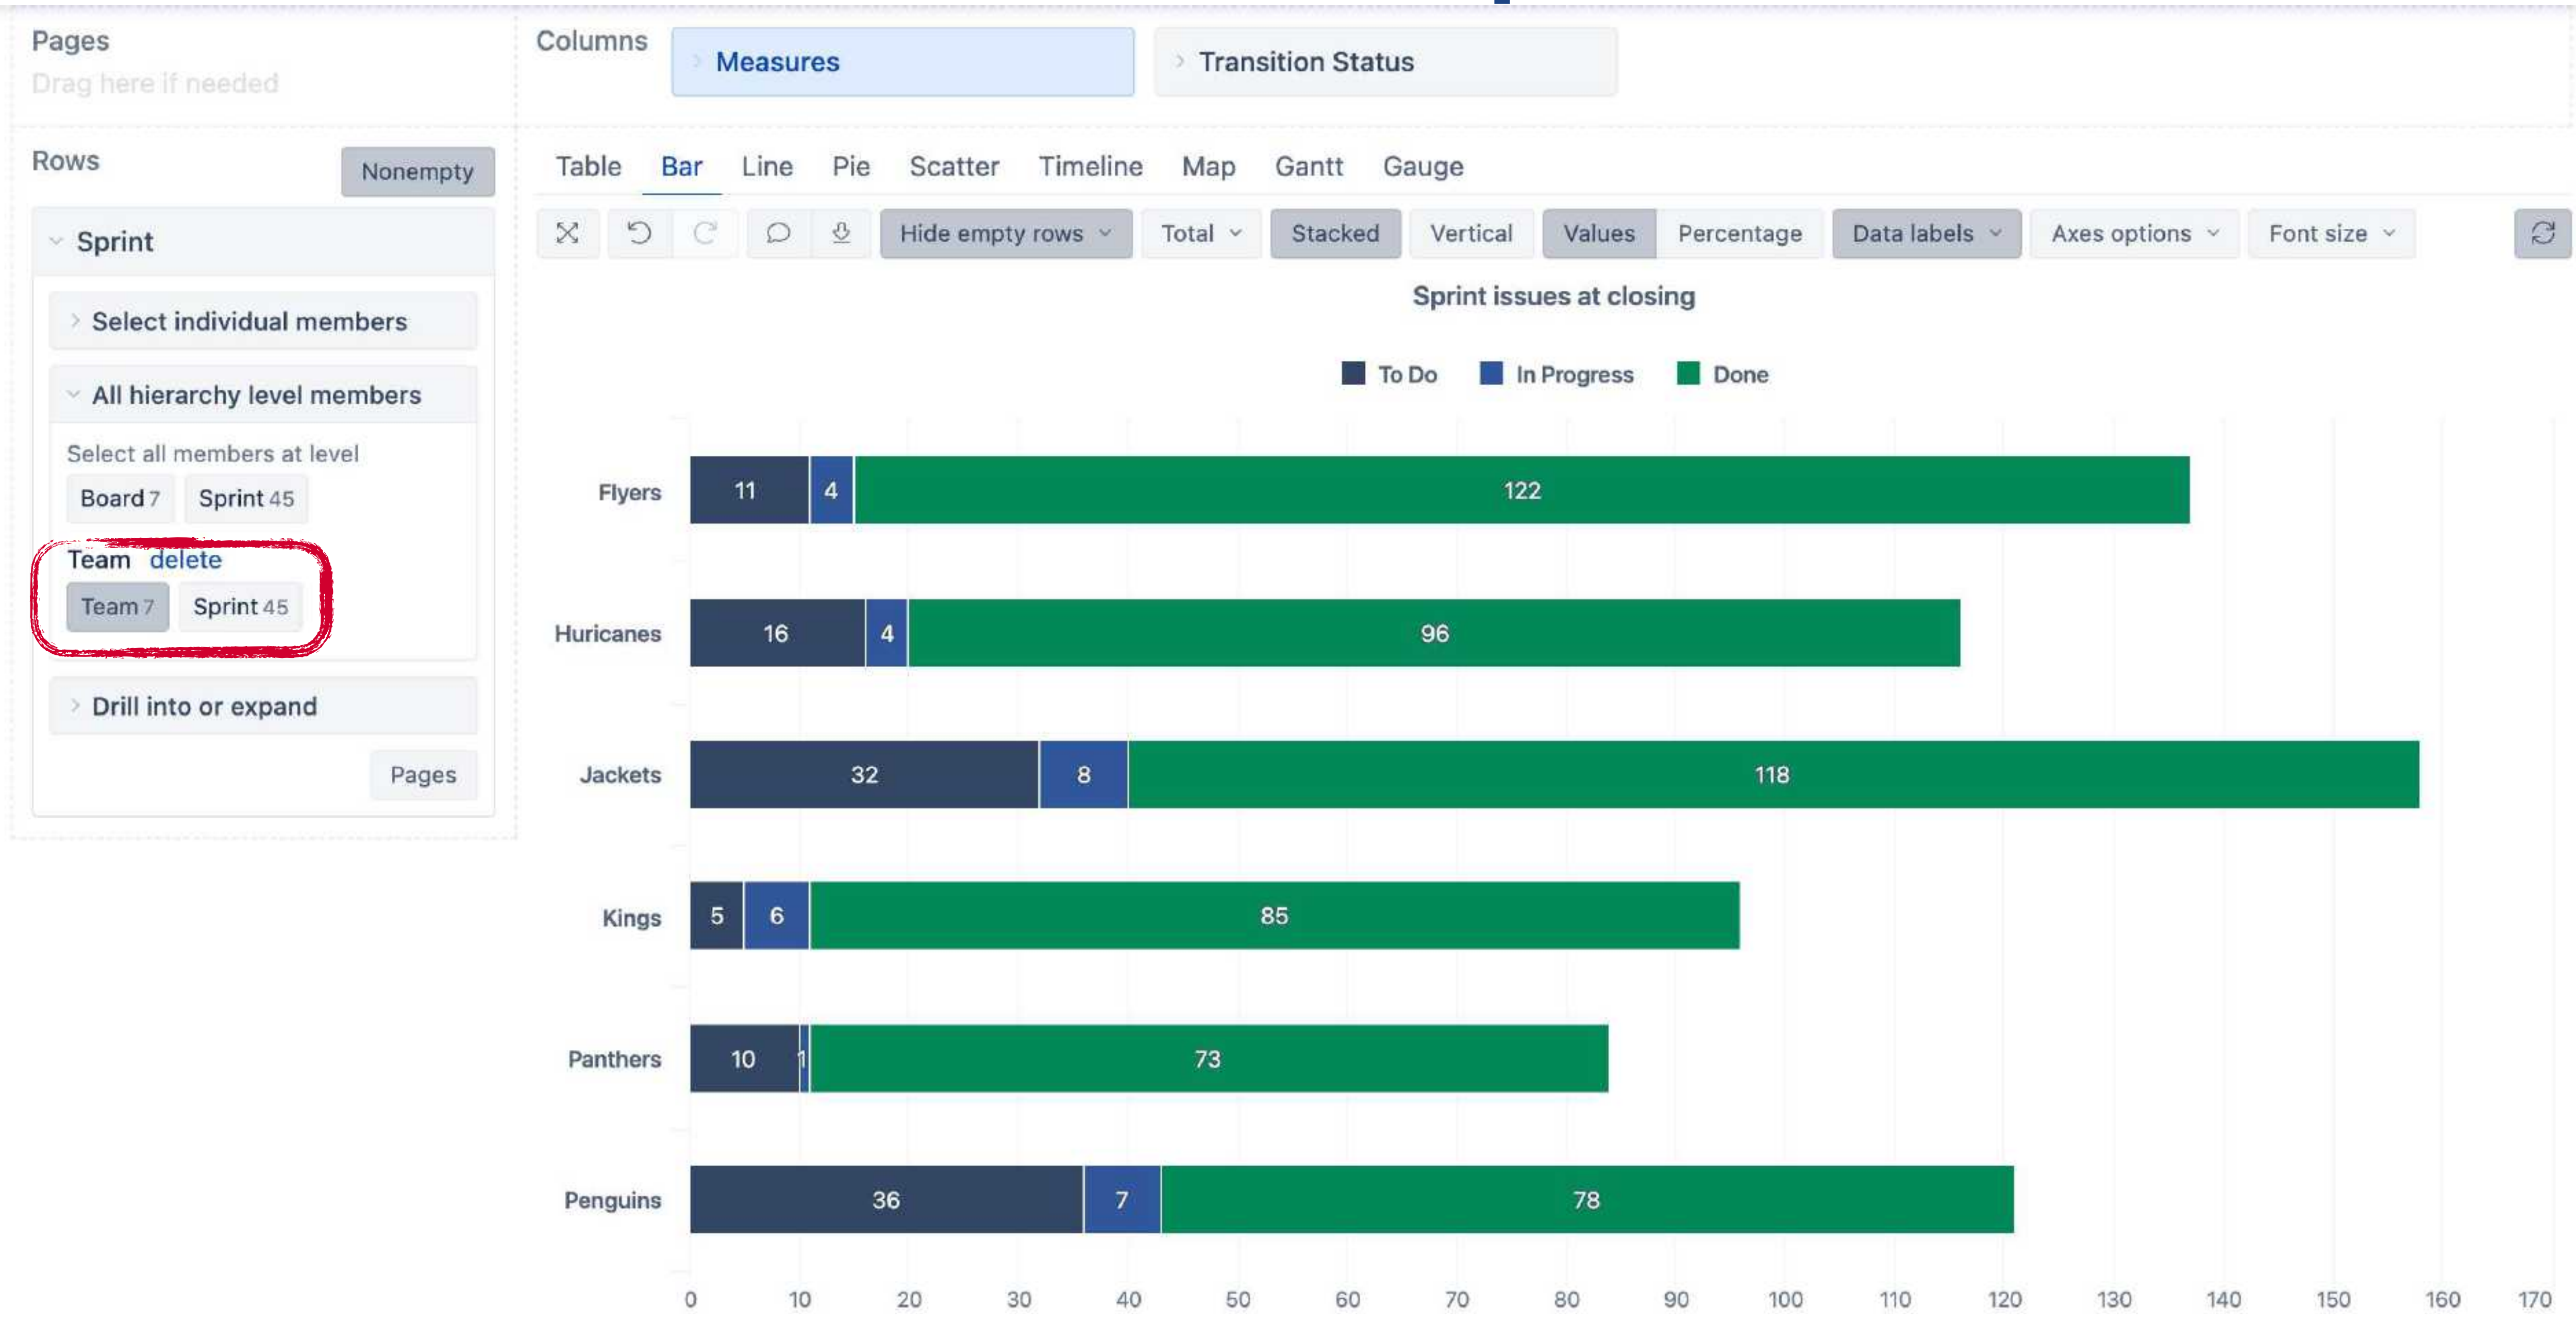 Pages
Drag here if needed
Columns
Measures
Transition Status
Rows
Nonempty
Sprint
Select individual members
All hierarchy level members
Select all members at level
Board 7
Sprint 45
Team delete
Team 7
Sprint 45
Drill into or expand
Pages
Table Bar Line Pie Scatter Timeline Map Gantt Gauge
Hide empty rows Total Stacked Vertical Values Percentage Data labels Axes options Font size
Sprint issues at closing
To Do In Progress Done
Flyers 11 4 122
Huricanes 16 4 96
Jackets 32 8 118
Kings 5 6 85
Panthers 10 1 73
Penguins 36 7 78
0 10 20 30 40 50 60 70 80 90 100 110 120 130 140 150 160 170